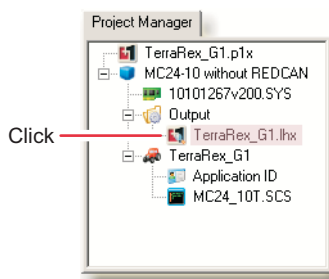 Project Manager
TerraRex_G1.p1x
MC24-10 without REDCAN
10101267v200.SYS
Output
Click
TerraRex_G1.lhx
TerraRex_G1
Application ID
MC24_10T.SCS